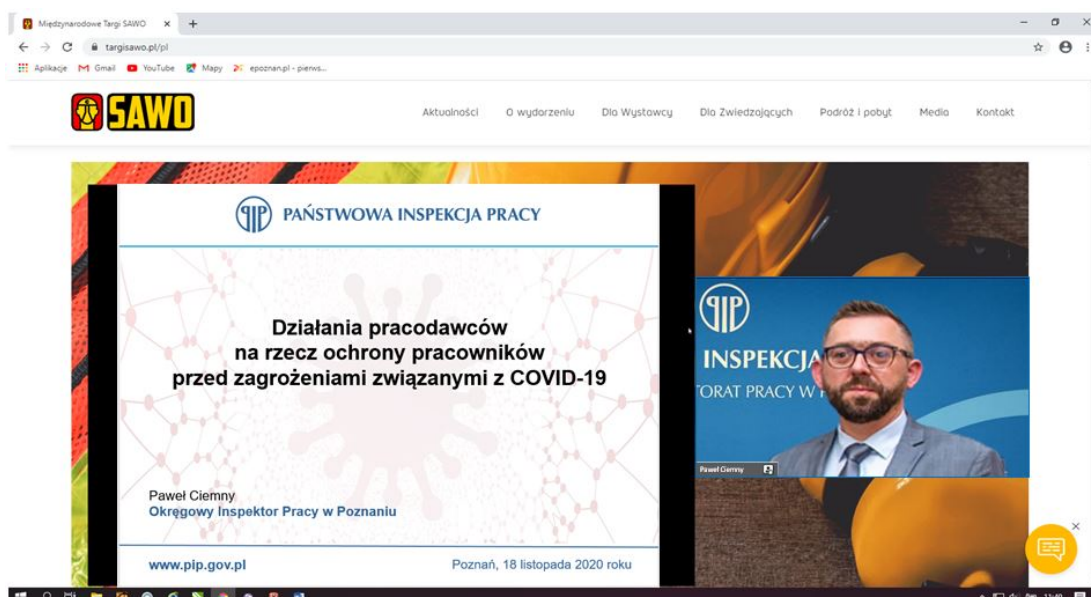 Międzynarodowe Targi SAWO
targisawo.pl/pl
Aplikacje Gmail YouTube Mapy epoznan.pl - pierws...
SAWO
Aktualności O wydarzeniu Dla Wystawcy Dla Zwiedzających Podróż i pobyt Media Kontakt
PAŃSTWOWA INSPEKCJA PRACY
Działania pracodawców
na rzecz ochrony pracowników
przed zagrożeniami związanymi z COVID-19
Paweł Ciemny
Okręgowy Inspektor Pracy w Poznaniu
www.pip.gov.pl Poznań, 18 listopada 2020 roku
PIP
INSPEKCJA
TORAT PRACY W
Paweł Ciemny